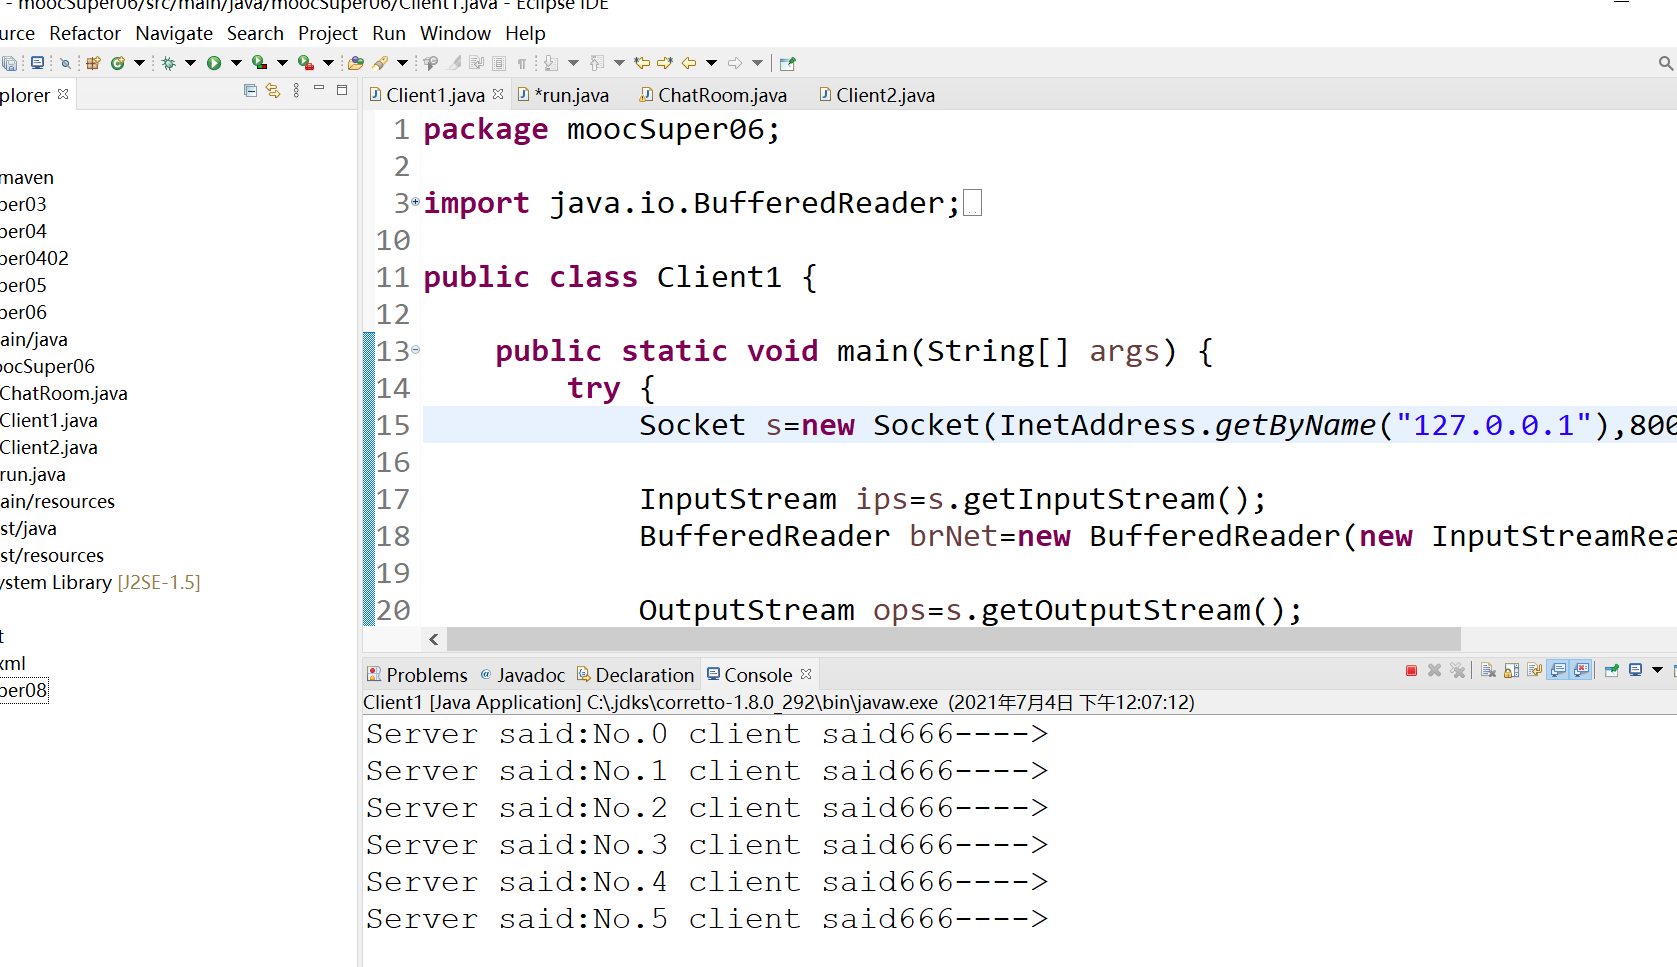 - moocSuper06/src/main/java/moocSuper06/Client1.java - Eclipse IDE
urce Refactor Navigate Search Project Run Window Help
plorer
maven
per03
per04
per0402
per05
per06
ain/java
oocSuper06
ChatRoom.java
Client1.java
Client2.java
run.java
ain/resources
st/java
st/resources
ystem Library [J2SE-1.5]
t
xml
per08
Client1.java *run.java ChatRoom.java Client2.java
1 package moocSuper06;
2
3 import java.io.BufferedReader;
10
11 public class Client1 {
12
13 public static void main(String[] args) {
14 try {
15 Socket s=new Socket(InetAddress.getByName("127.0.0.1"),800
16
17 InputStream ips=s.getInputStream();
18 BufferedReader brNet=new BufferedReader(new InputStreamRea
19
20 OutputStream ops=s.getOutputStream();
Problems Javadoc Declaration Console
Client1 [Java Application] C:\.jdks\corretto-1.8.0_292\bin\javaw.exe (2021年7月4日 下午12:07:12)
Server said:No.0 client said666---->
Server said:No.1 client said666---->
Server said:No.2 client said666---->
Server said:No.3 client said666---->
Server said:No.4 client said666---->
Server said:No.5 client said666---->